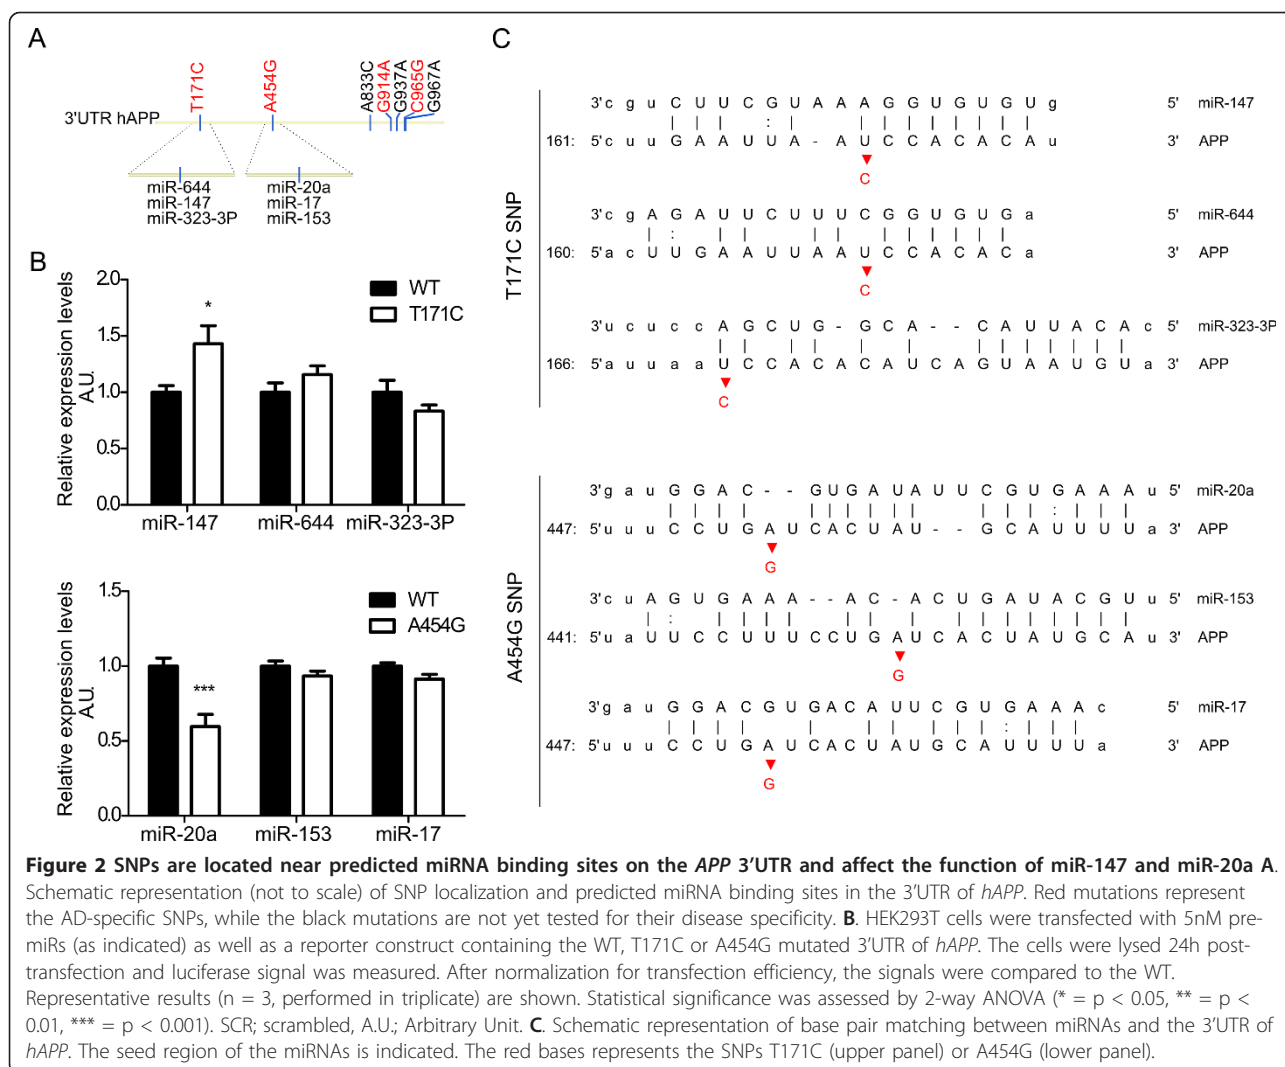 A
T171C
A454G
A833C
G914A
G937A
C965G
G967A
3'UTR hAPP
miR-644
miR-147
miR-323-3P
miR-20a
miR-17
miR-153
B
Relative expression levels
A.U.
2.0
1.5
1.0
0.5
0.0
*
WT
T171C
miR-147 miR-644 miR-323-3P
Relative expression levels
A.U.
1.5
1.0
0.5
0.0
***
WT
A454G
miR-20a miR-153 miR-17
C
T171C SNP
3' c g u C U U C G U A A A G G U G U G U g 5' miR-147
| | | : | | | | | | | |
161: 5' c u u G A A U U A - A U C C A C A C A u 3' APP
C
3' c g A G A U U C U U U C G G U G U G a 5' miR-644
| : | | | | | | | | |
160: 5' a c U U G A A U U A A U C C A C A C a 3' APP
C
3' u c u c c A G C U G - G C A - - C A U U A C A c 5' miR-323-3P
166: 5' a u u a a U C C A C A C A U C A G U A A U G U a 3' APP
C
A454G SNP
3' g a u G G A C - - G U G A U A U U C G U G A A A u 5' miR-20a
447: 5' u u u C C U G A U C A C U A U - - G C A U U U U a 3' APP
G
3' c u A G U G A A A - - A C - A C U G A U A C G U u 5' miR-153
441: 5' u a U U C C U U U C C U G A U C A C U A U G C A u 3' APP
G
3' g a u G G A C G U G A C A U U C G U G A A A c 5' miR-17
447: 5' u u u C C U G A U C A C U A U G C A U U U U a 3' APP
G
Figure 2 SNPs are located near predicted miRNA binding sites on the APP 3'UTR and affect the function of miR-147 and miR-20a A.
Schematic representation (not to scale) of SNP localization and predicted miRNA binding sites in the 3'UTR of hAPP. Red mutations represent
the AD-specific SNPs, while the black mutations are not yet tested for their disease specificity. B. HEK293T cells were transfected with 5nM pre-
miRs (as indicated) as well as a reporter construct containing the WT, T171C or A454G mutated 3'UTR of hAPP. The cells were lysed 24h post-
transfection and luciferase signal was measured. After normalization for transfection efficiency, the signals were compared to the WT.
Representative results (n = 3, performed in triplicate) are shown. Statistical significance was assessed by 2-way ANOVA (* = p < 0.05, ** = p <
0.01, *** = p < 0.001). SCR; scrambled, A.U.; Arbitrary Unit. C. Schematic representation of base pair matching between miRNAs and the 3'UTR of
hAPP. The seed region of the miRNAs is indicated. The red bases represents the SNPs T171C (upper panel) or A454G (lower panel).